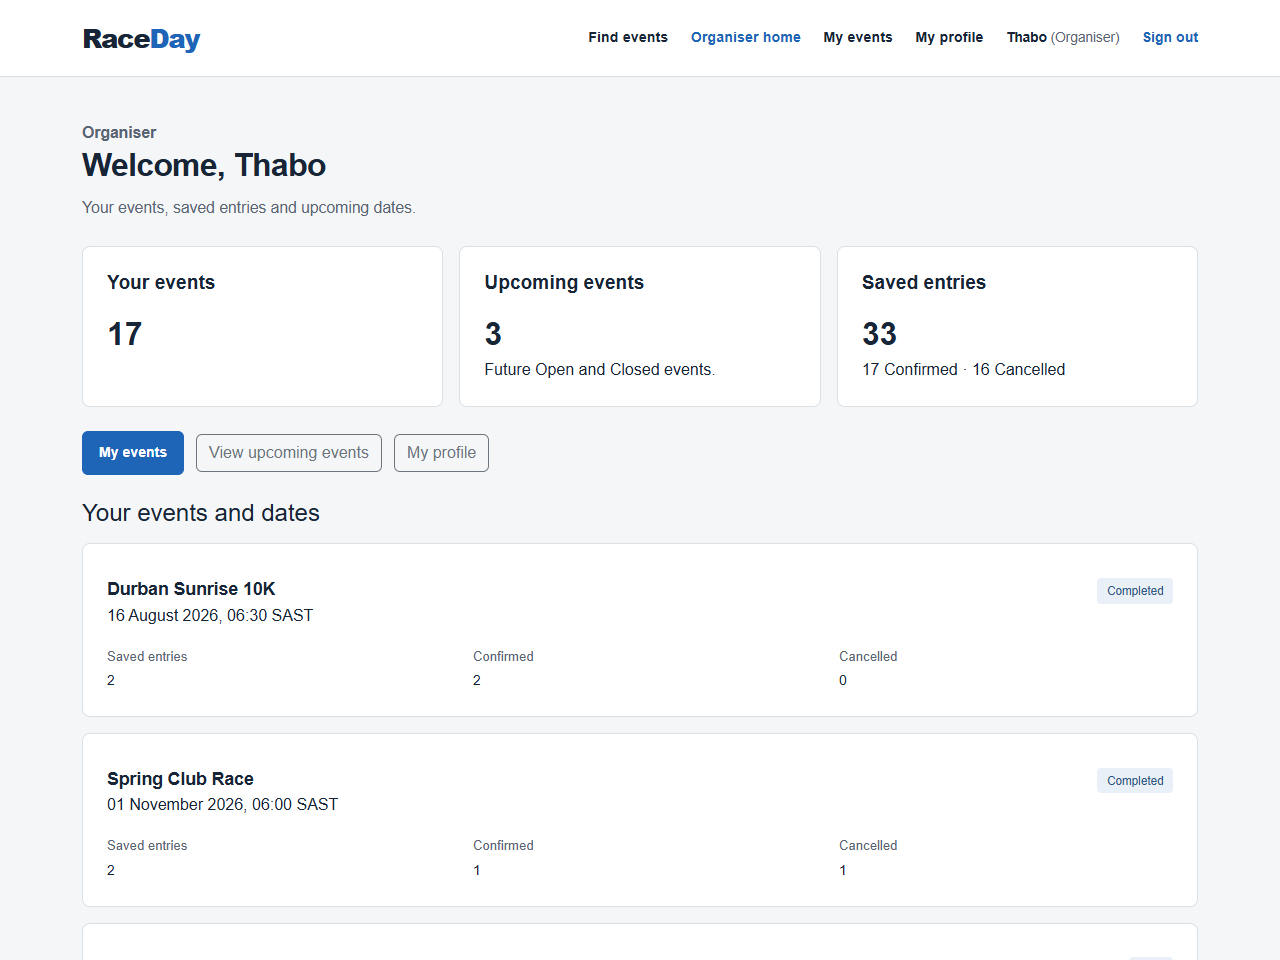 RaceDay
Find events
Organiser home
My events
My profile
Thabo (Organiser)
Sign out
Organiser
Welcome, Thabo
Your events, saved entries and upcoming dates.
Your events
17
Upcoming events
3
Future Open and Closed events.
Saved entries
33
17 Confirmed · 16 Cancelled
My events
View upcoming events
My profile
Your events and dates
Durban Sunrise 10K
Completed
16 August 2026, 06:30 SAST
Saved entries
2
Confirmed
2
Cancelled
0
Spring Club Race
Completed
01 November 2026, 06:00 SAST
Saved entries
2
Confirmed
1
Cancelled
1